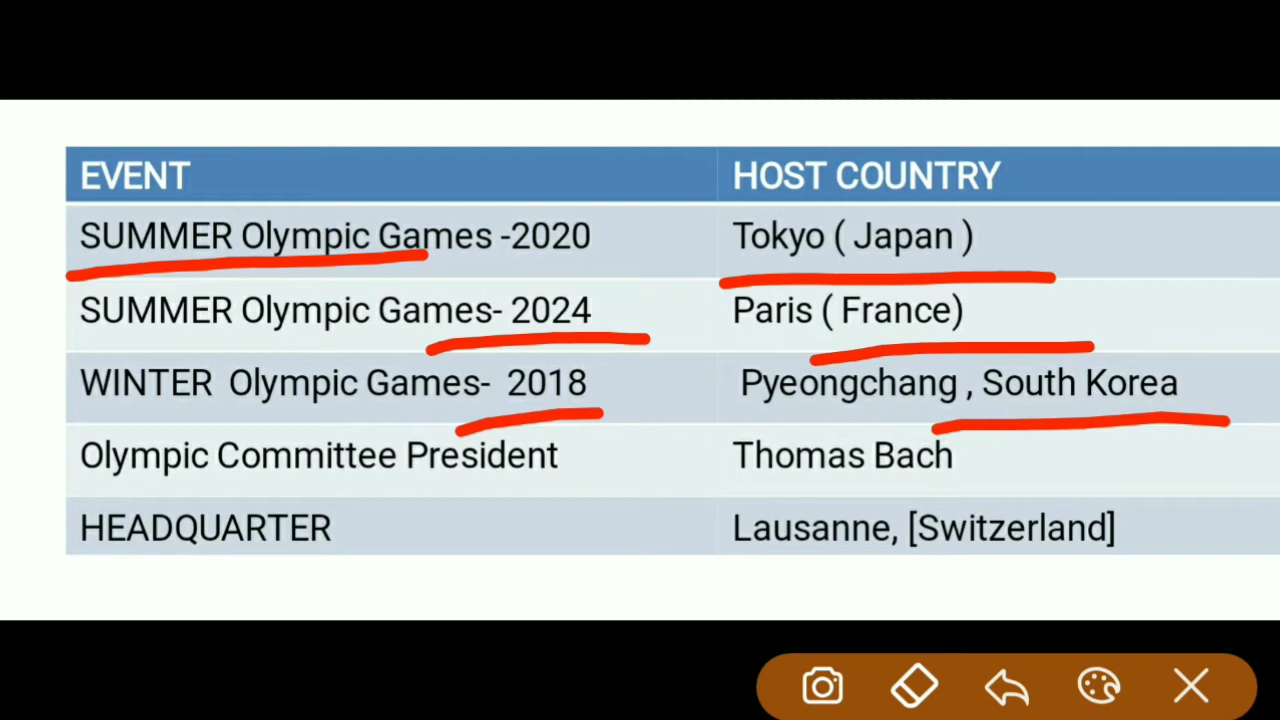 EVENT HOST COUNTRY
SUMMER Olympic Games -2020 Tokyo ( Japan )
SUMMER Olympic Games- 2024 Paris ( France)
WINTER Olympic Games- 2018 Pyeongchang , South Korea
Olympic Committee President Thomas Bach
HEADQUARTER Lausanne, [Switzerland]